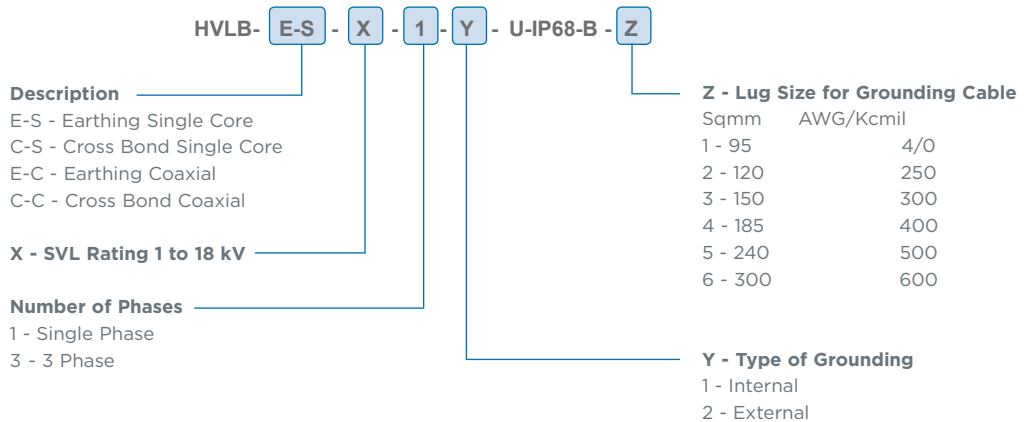 HVLB- E-S - X - 1 - Y - U-IP68-B - Z
Description
E-S - Earthing Single Core
C-S - Cross Bond Single Core
E-C - Earthing Coaxial
C-C - Cross Bond Coaxial
X - SVL Rating 1 to 18 kV
Number of Phases
1 - Single Phase
3 - 3 Phase
Z - Lug Size for Grounding Cable
Sqmm AWG/Kcmil
1 - 95 4/0
2 - 120 250
3 - 150 300
4 - 185 400
5 - 240 500
6 - 300 600
Y - Type of Grounding
1 - Internal
2 - External